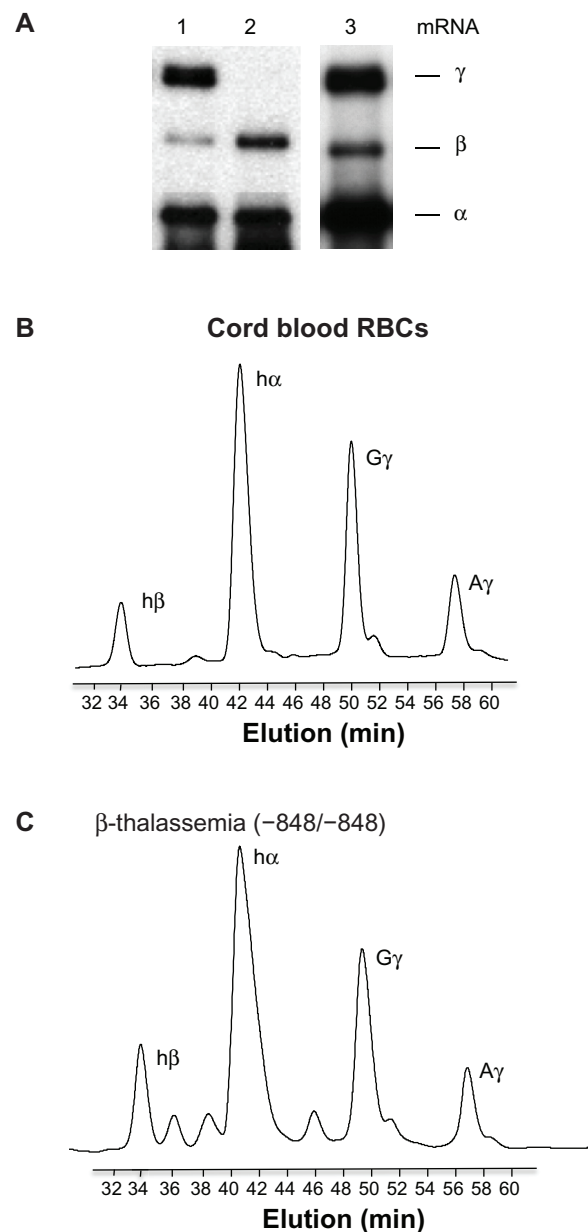 A
1 2 3 mRNA
γ
β
α
B Cord blood RBCs
hα
Gγ
Aγ
hβ
32 34 36 38 40 42 44 46 48 50 52 54 56 58 60
Elution (min)
C β-thalassemia (−848/−848)
hα
Gγ
hβ
Aγ
32 34 36 38 40 42 44 46 48 50 52 54 56 58 60
Elution (min)